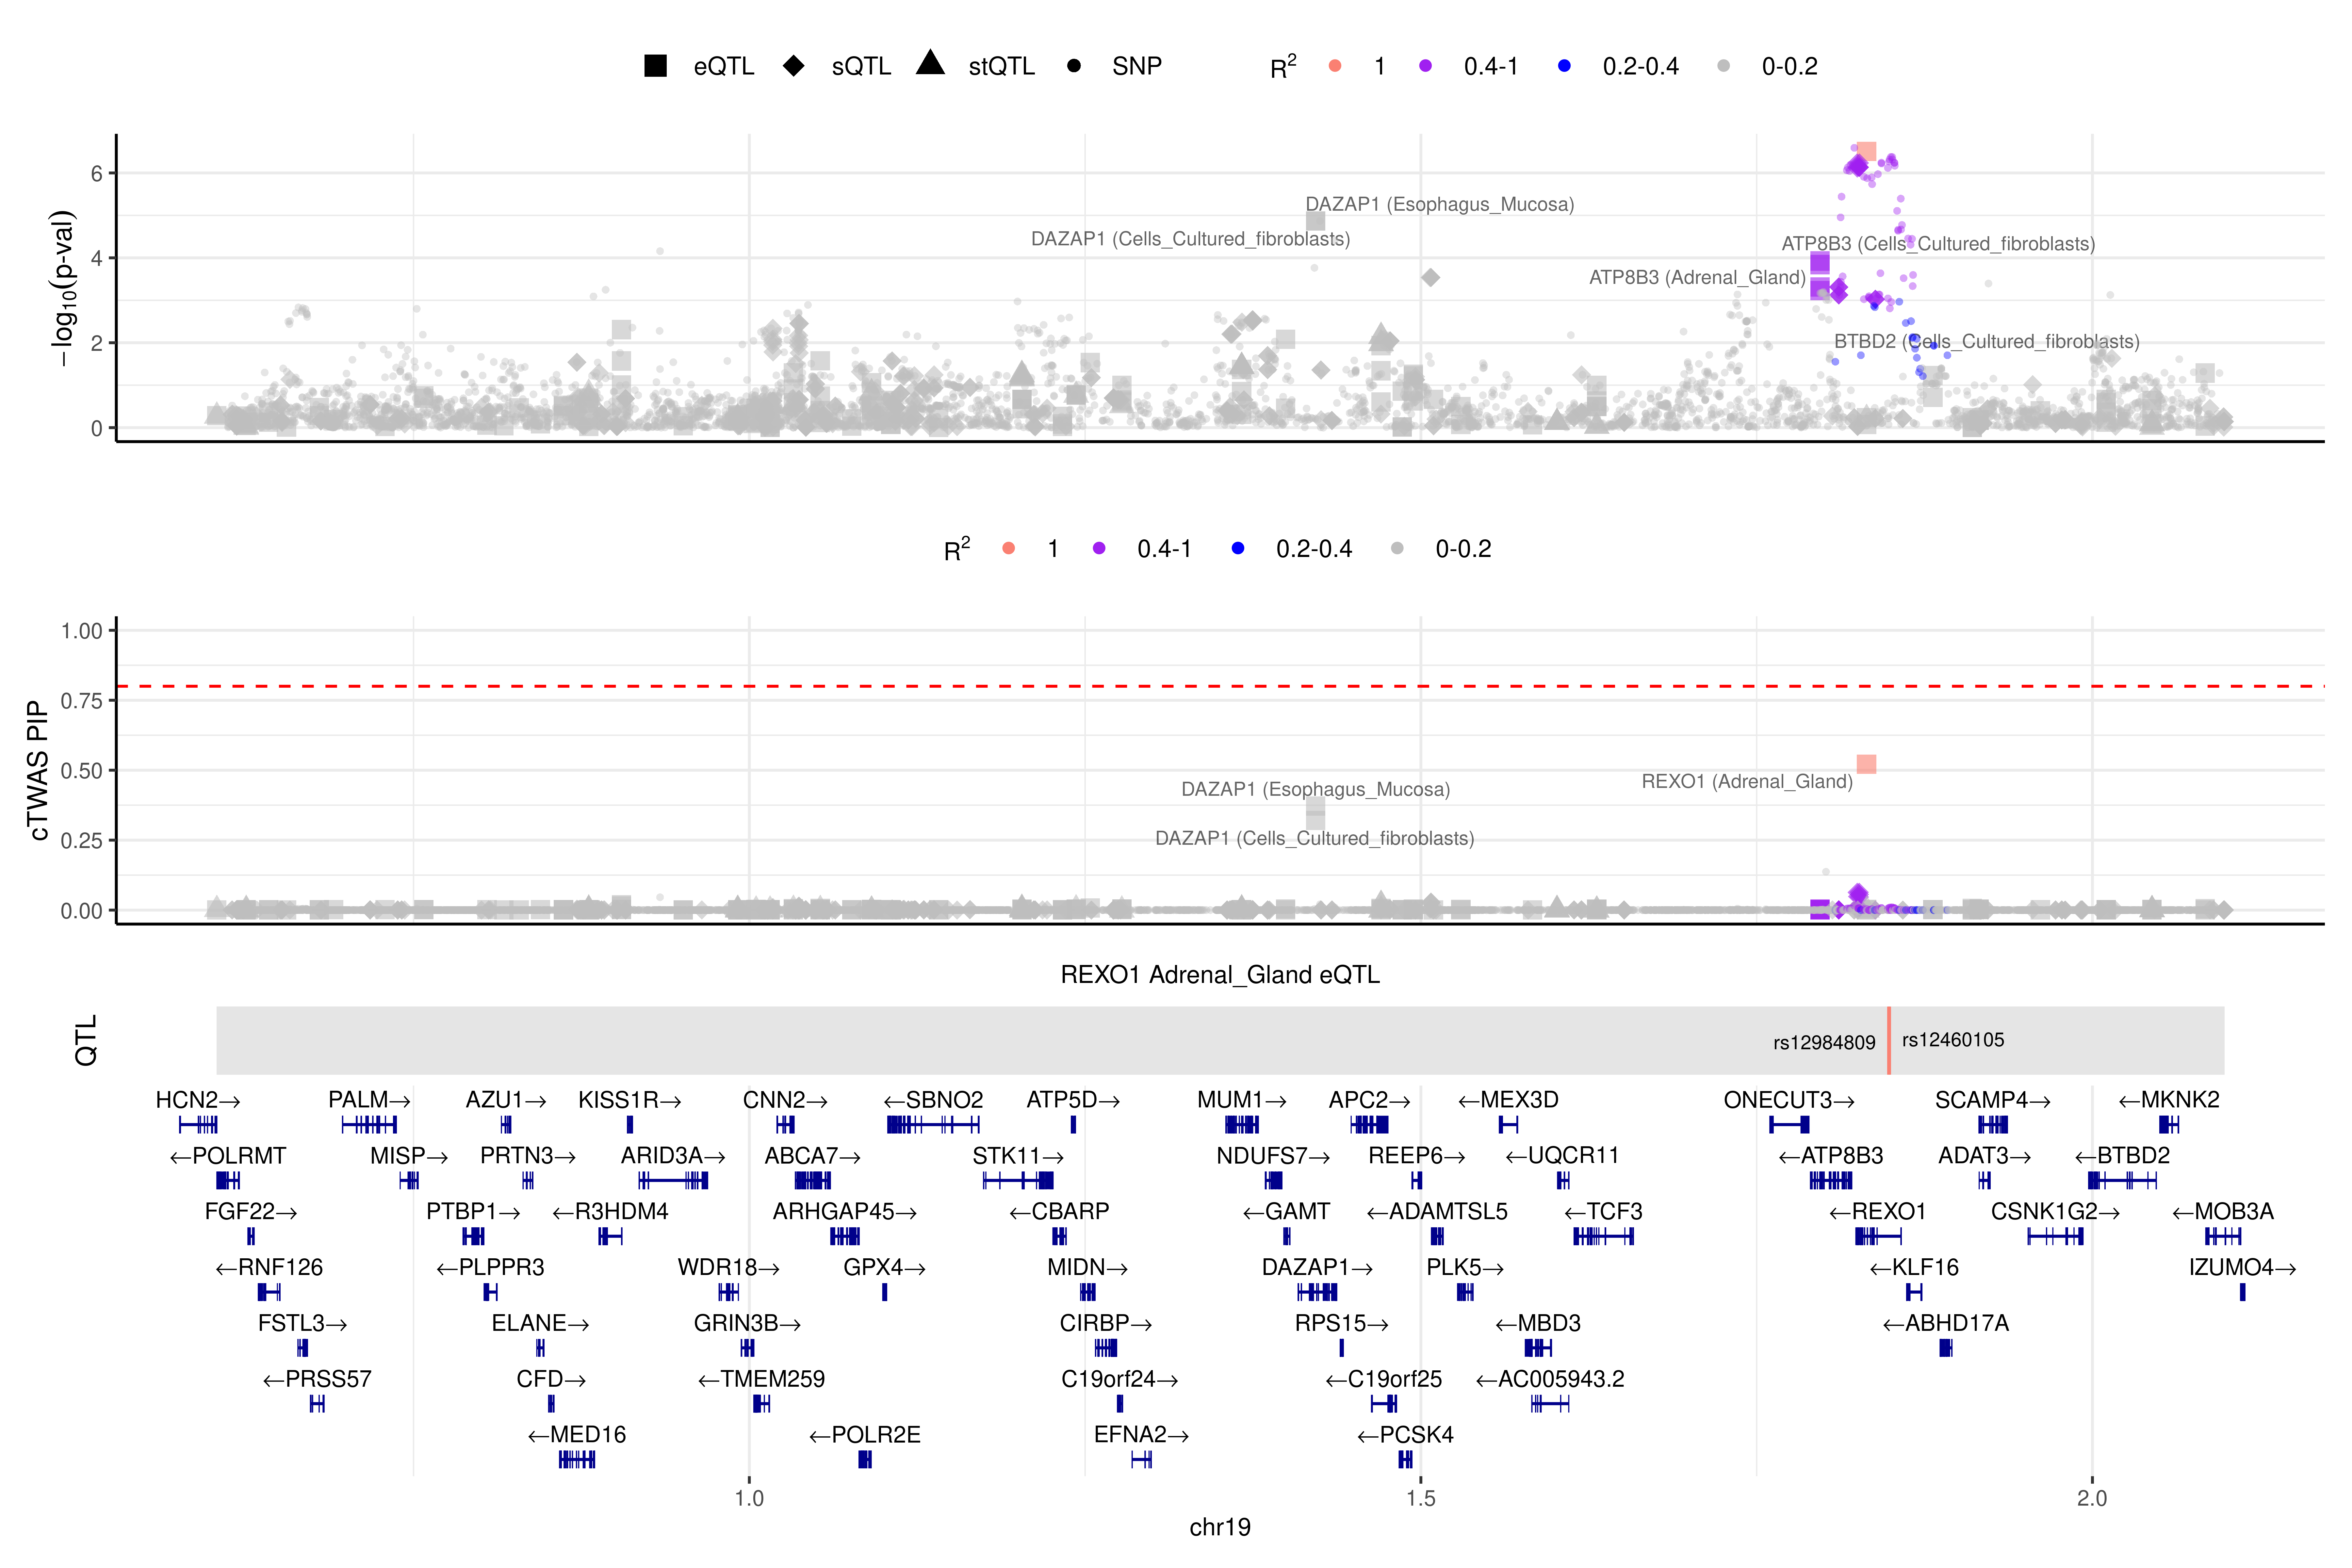 eQTL sQTL stQTL SNP R² 1 0.4-1 0.2-0.4 0-0.2
−log₁₀(p-val)
6
4
2
0
DAZAP1 (Esophagus_Mucosa)
DAZAP1 (Cells_Cultured_fibroblasts)
ATP8B3 (Cells_Cultured_fibroblasts)
ATP8B3 (Adrenal_Gland)
BTBD2 (Cells_Cultured_fibroblasts)
R² 1 0.4-1 0.2-0.4 0-0.2
cTWAS PIP
1.00
0.75
0.50
0.25
0.00
REXO1 (Adrenal_Gland)
DAZAP1 (Esophagus_Mucosa)
DAZAP1 (Cells_Cultured_fibroblasts)
REXO1 Adrenal_Gland eQTL
QTL
rs12984809 rs12460105
HCN2→ PALM→ AZU1→ KISS1R→ CNN2→ ←SBNO2 ATP5D→ MUM1→ APC2→ ←MEX3D ONECUT3→ SCAMP4→ ←MKNK2
←POLRMT MISP→ PRTN3→ ARID3A→ ABCA7→ STK11→ NDUFS7→ REEP6→ ←UQCR11 ←ATP8B3 ADAT3→ ←BTBD2
FGF22→ PTBP1→ ←R3HDM4 ARHGAP45→ ←CBARP ←GAMT ←ADAMTSL5 ←TCF3 ←REXO1 CSNK1G2→ ←MOB3A
←RNF126 ←PLPPR3 WDR18→ GPX4→ MIDN→ DAZAP1→ PLK5→ ←KLF16 IZUMO4→
FSTL3→ ELANE→ GRIN3B→ CIRBP→ RPS15→ ←MBD3 ←ABHD17A
←PRSS57 CFD→ ←TMEM259 C19orf24→ ←C19orf25 ←AC005943.2
←MED16 ←POLR2E EFNA2→ ←PCSK4
1.0 1.5 2.0
chr19